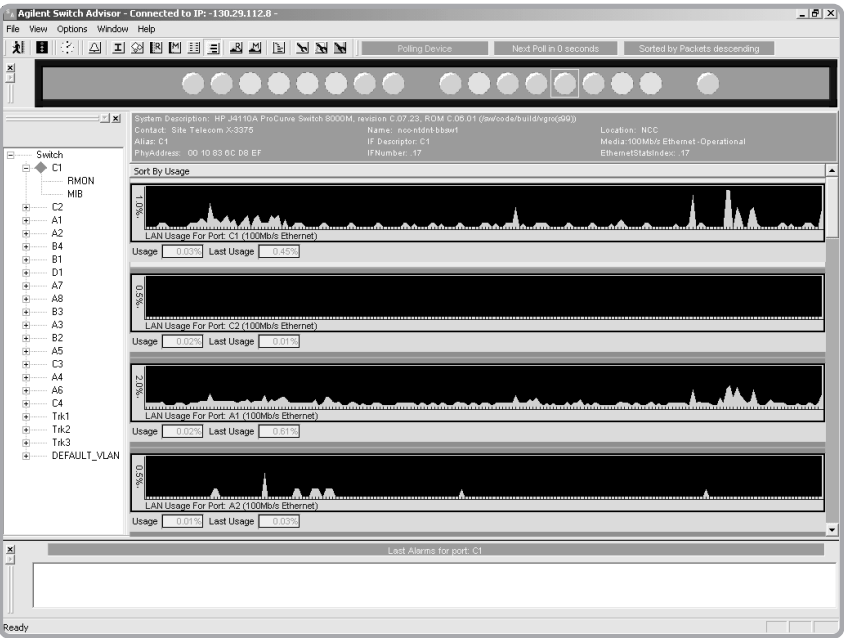 Agilent Switch Advisor - Connected to IP: -130.29.112.8 -
File View Options Window Help
Polling Device
Next Poll in 0 seconds
Sorted by Packets descending
System Description: HP J4110A ProCurve Switch 8000M, revision C.07.23, ROM C.06.01 (/sw/code/build/vgro(s99))
Contact: Site Telecom X-3375
Name: nco-ntdnt-bbsw1
Location: NCC
Alias: C1
IF Descriptor: C1
Media:100Mb/s Ethernet -Operational
PhyAddress: 00 10 83 6C D8 EF
IFNumber: .17
EthernetStatsIndex: .17
Switch
C1
RMON
MIB
C2
A1
A2
B4
B1
D1
A7
A8
B3
A3
B2
A5
C3
A4
A6
C4
Trk1
Trk2
Trk3
DEFAULT_VLAN
Sort By Usage
1.0%-
LAN Usage For Port: C1 (100Mb/s Ethernet)
Usage 0.03% Last Usage 0.45%
0.5%-
LAN Usage For Port: C2 (100Mb/s Ethernet)
Usage 0.02% Last Usage 0.01%
2.0%-
LAN Usage For Port: A1 (100Mb/s Ethernet)
Usage 0.02% Last Usage 0.61%
0.5%-
LAN Usage For Port: A2 (100Mb/s Ethernet)
Usage 0.01% Last Usage 0.03%
Last Alarms for port: C1
Ready